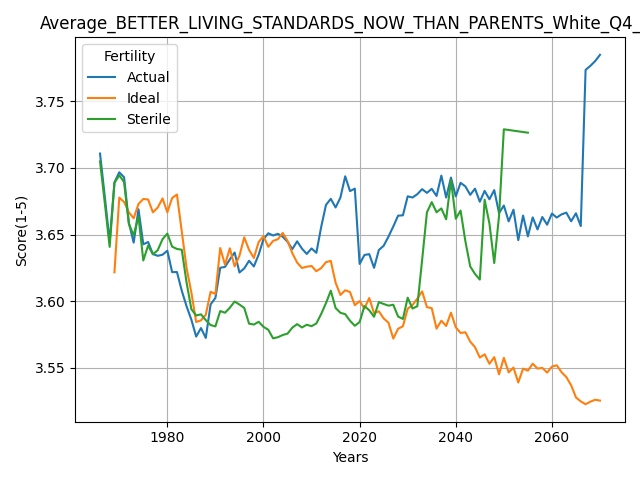 Average_BETTER_LIVING_STANDARDS_NOW_THAN_PARENTS_White_Q4_
Fertility
Actual
Ideal
Sterile
Score(1-5)
3.75
3.70
3.65
3.60
3.55
1980 2000 2020 2040 2060
Years